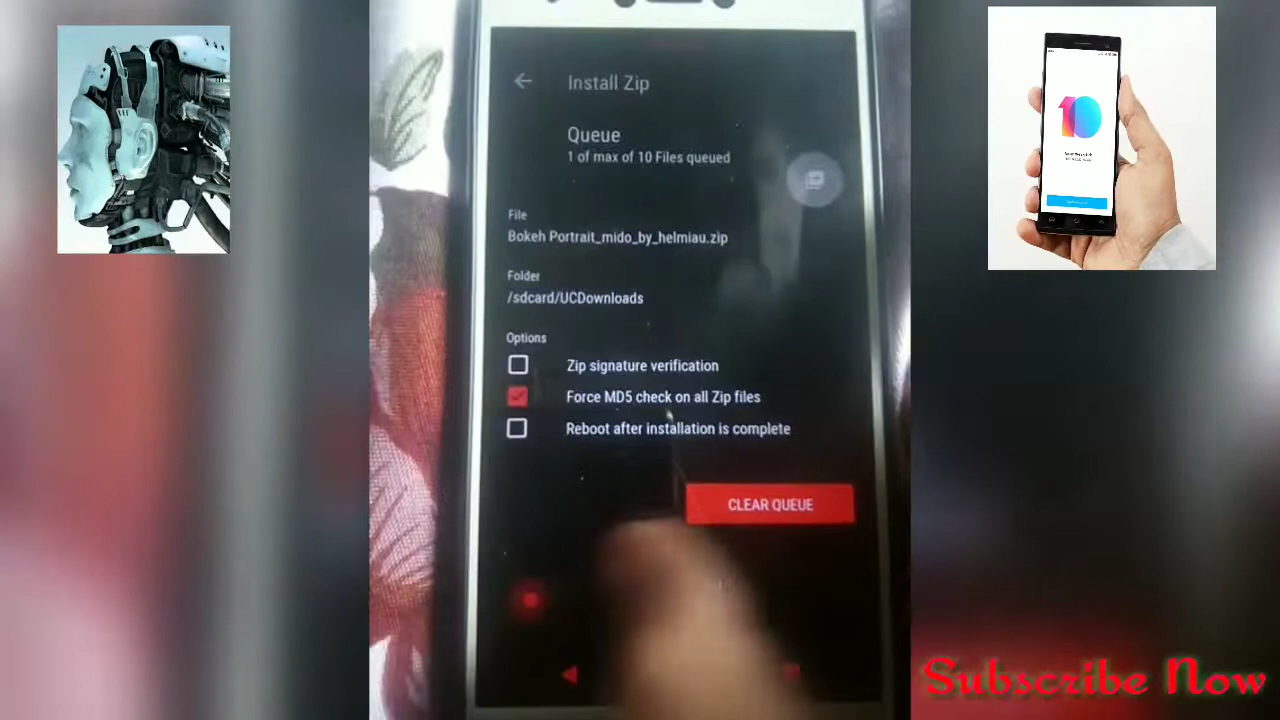 Install Zip
Queue
1 of max of 10 Files queued
File
Bokeh Portrait_mido_by_helmiau.zip
Folder
/sdcard/UCDownloads
Options
Zip signature verification
Force MD5 check on all Zip files
Reboot after installation is complete
CLEAR QUEUE
10
Subscribe Now